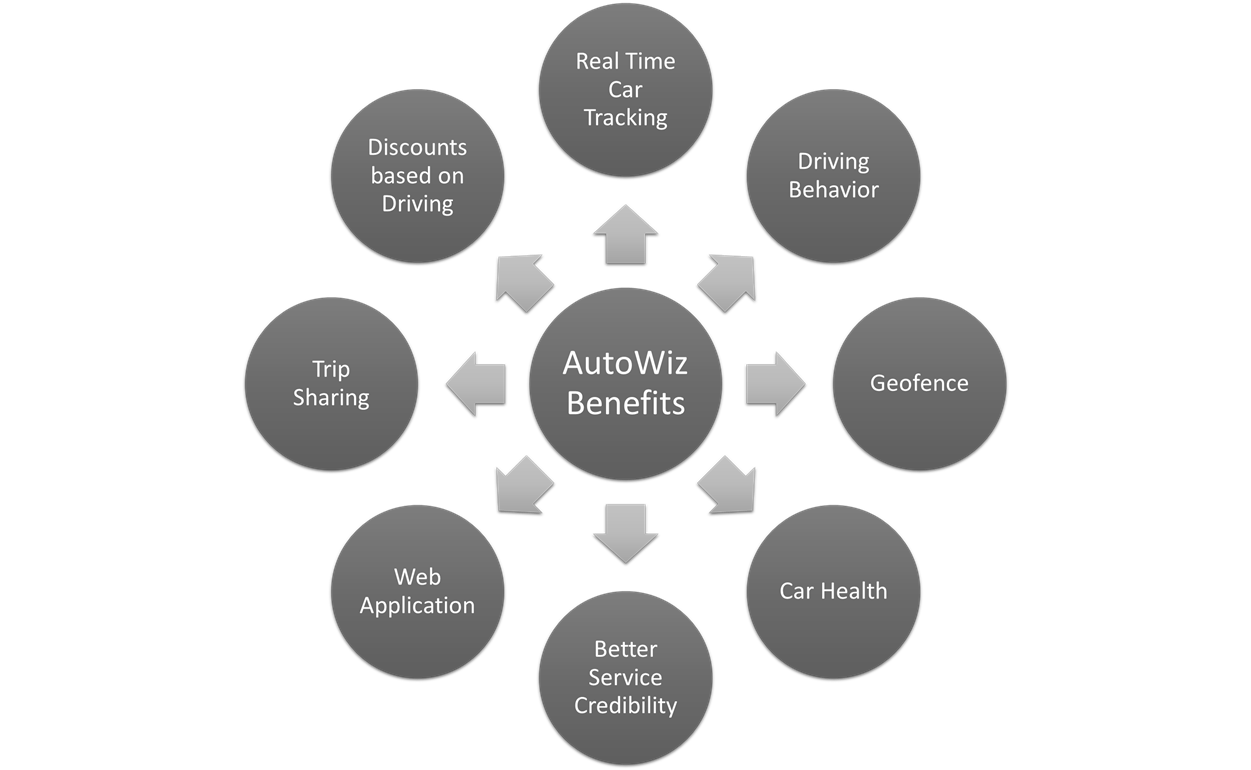 Real Time
Car
Tracking
Driving
Behavior
Geofence
Car Health
Better
Service
Credibility
Web
Application
Trip
Sharing
Discounts
based on
Driving
AutoWiz
Benefits